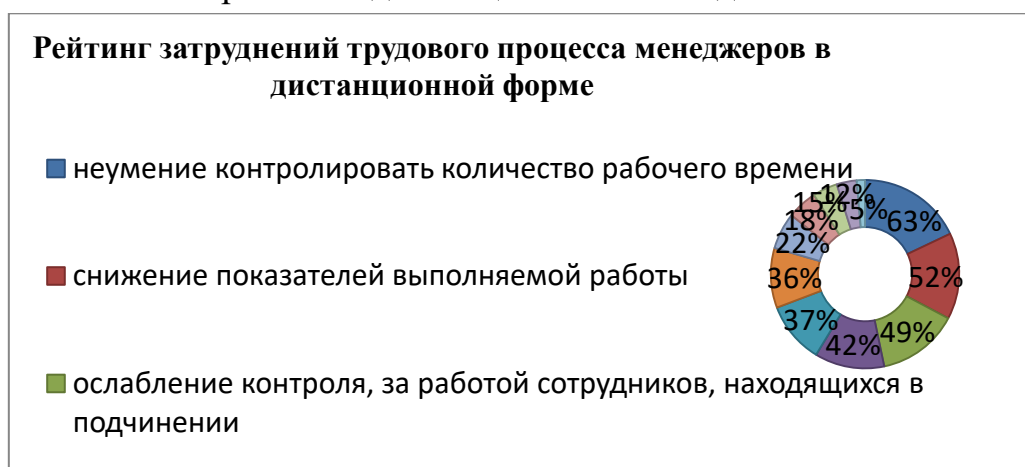 Рейтинг затруднений трудового процесса менеджеров в
дистанционной форме
неумение контролировать количество рабочего времени
снижение показателей выполняемой работы
ослабление контроля, за работой сотрудников, находящихся в
подчинении
63%
52%
49%
42%
37%
36%
22%
18%
15%
12%
5%